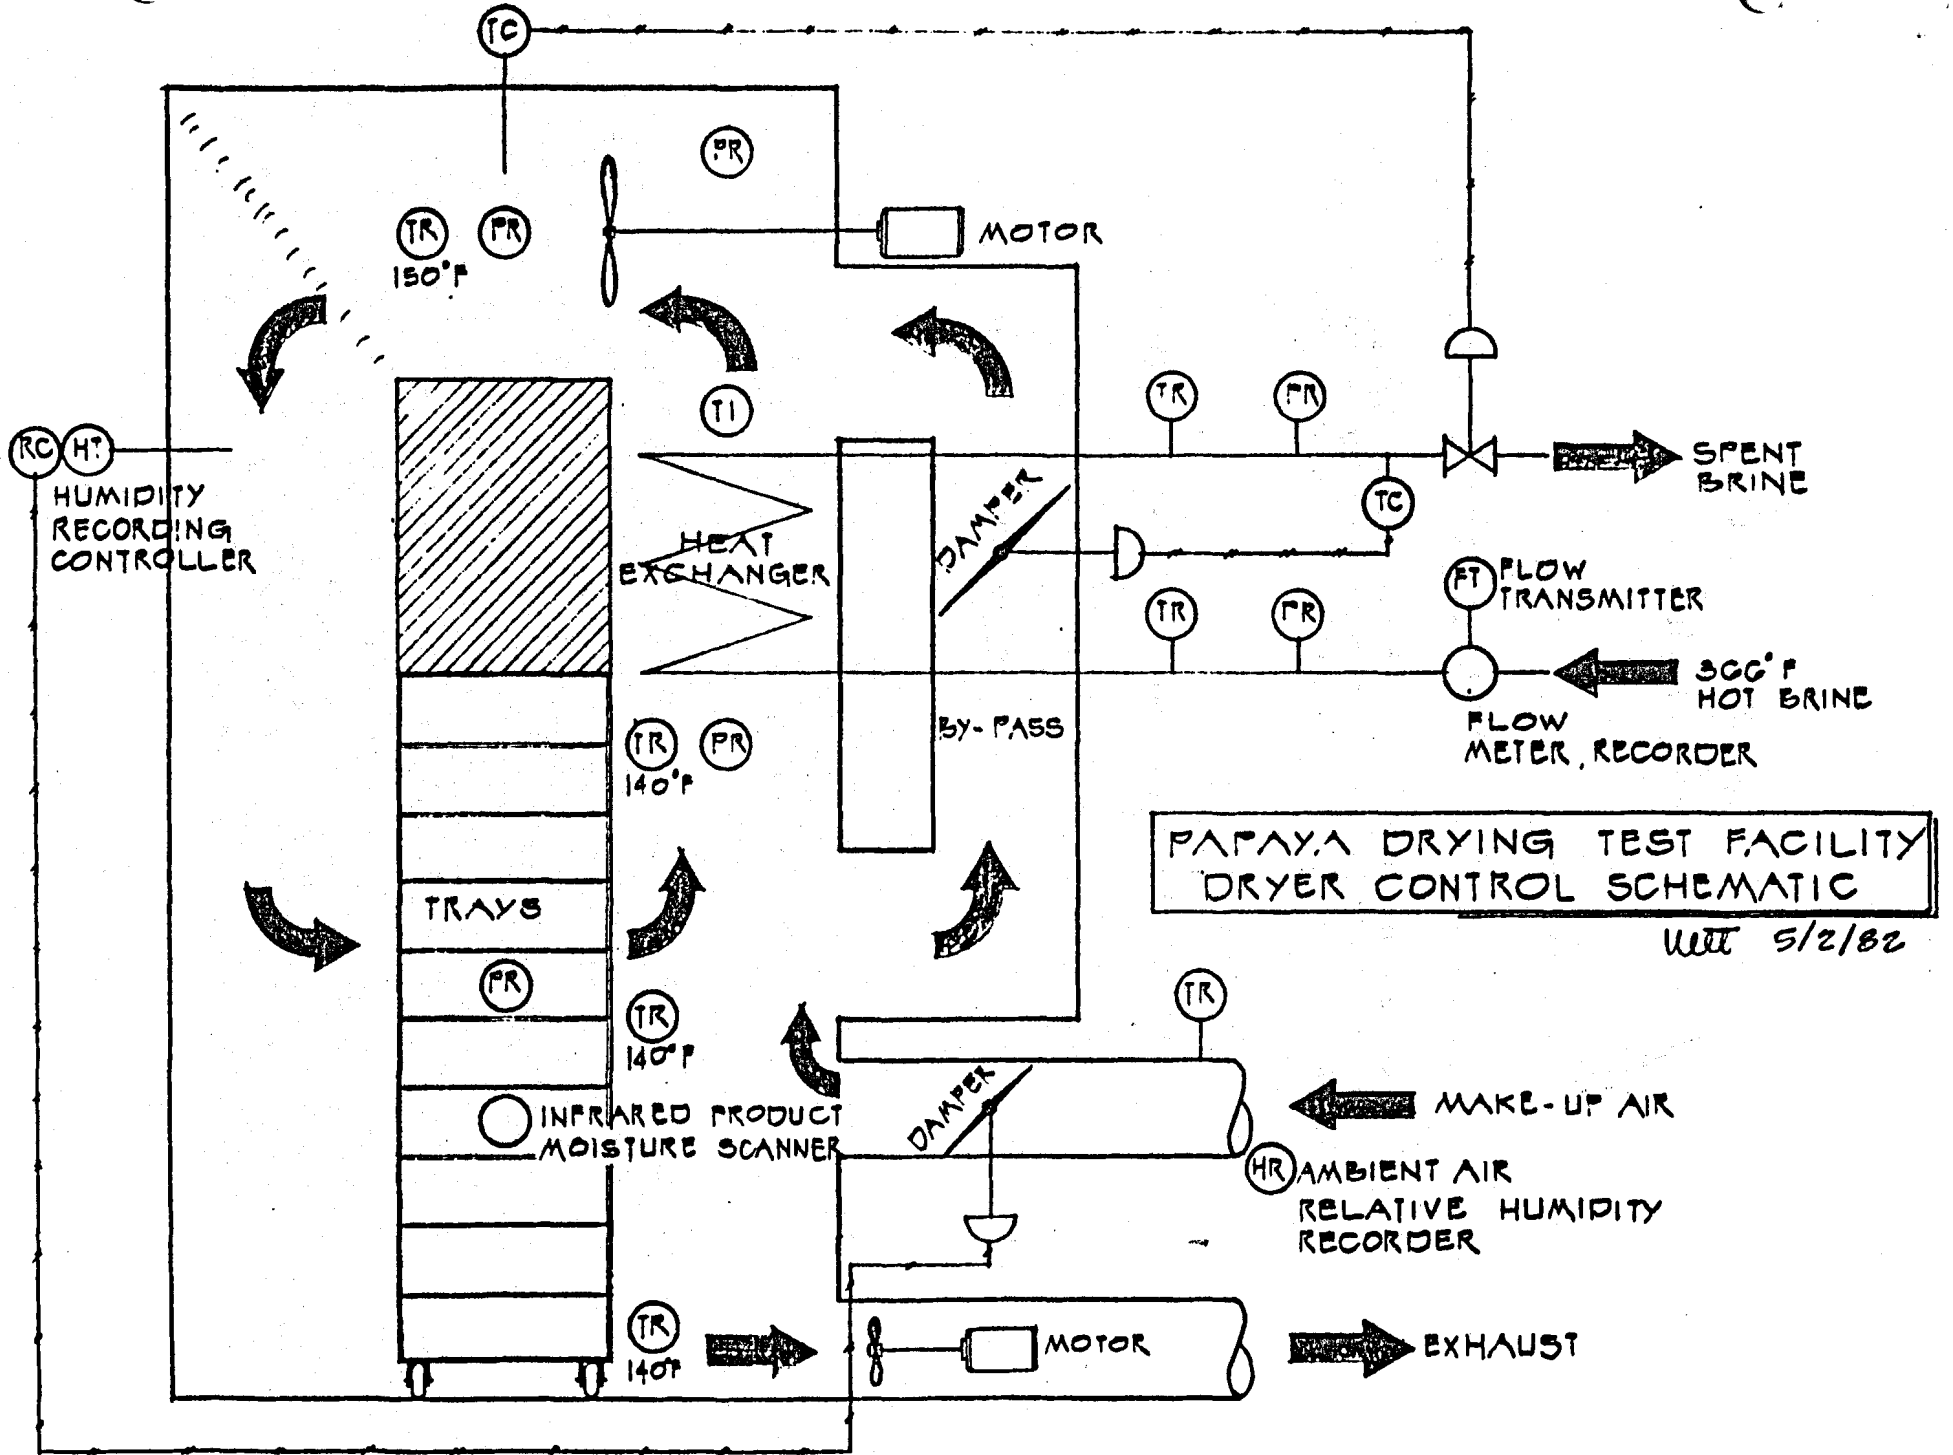 TC
PR
TR
PR
150°F
MOTOR
TI
TR
PR
RC
HT
HUMIDITY
RECORDING
CONTROLLER
SPENT
BRINE
DAMPER
TC
HEAT
EXCHANGER
FT
FLOW
TRANSMITTER
TR
PR
366°F
HOT BRINE
BY-PASS
FLOW
METER, RECORDER
TR
PR
140°F
PAPAYA DRYING TEST FACILITY
DRYER CONTROL SCHEMATIC
5/2/82
TRAYS
PR
TR
140°F
TR
DAMPER
MAKE-UP AIR
INFRARED PRODUCT
MOISTURE SCANNER
HR
AMBIENT AIR
RELATIVE HUMIDITY
RECORDER
TR
140°F
MOTOR
EXHAUST